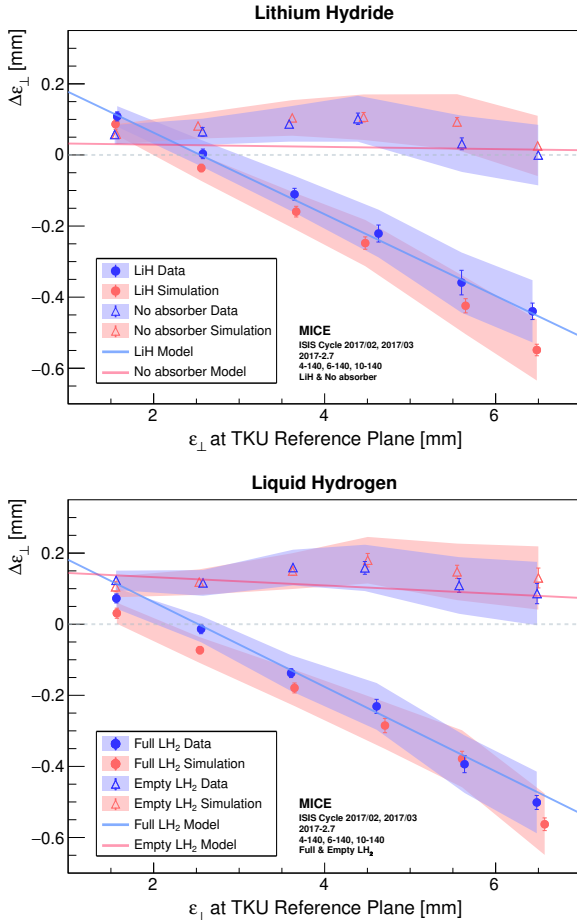 Lithium Hydride
Δε⊥ [mm]
0.2
0
−0.2
−0.4
−0.6
LiH Data
LiH Simulation
No absorber Data
No absorber Simulation
LiH Model
No absorber Model
MICE
ISIS Cycle 2017/02, 2017/03
2017-2.7
4-140, 6-140, 10-140
LiH & No absorber
2 4 6
ε⊥ at TKU Reference Plane [mm]
Liquid Hydrogen
Δε⊥ [mm]
0.2
0
−0.2
−0.4
−0.6
Full LH₂ Data
Full LH₂ Simulation
Empty LH₂ Data
Empty LH₂ Simulation
Full LH₂ Model
Empty LH₂ Model
MICE
ISIS Cycle 2017/02, 2017/03
2017-2.7
4-140, 6-140, 10-140
Full & Empty LH₂
2 4 6
ε⊥ at TKU Reference Plane [mm]